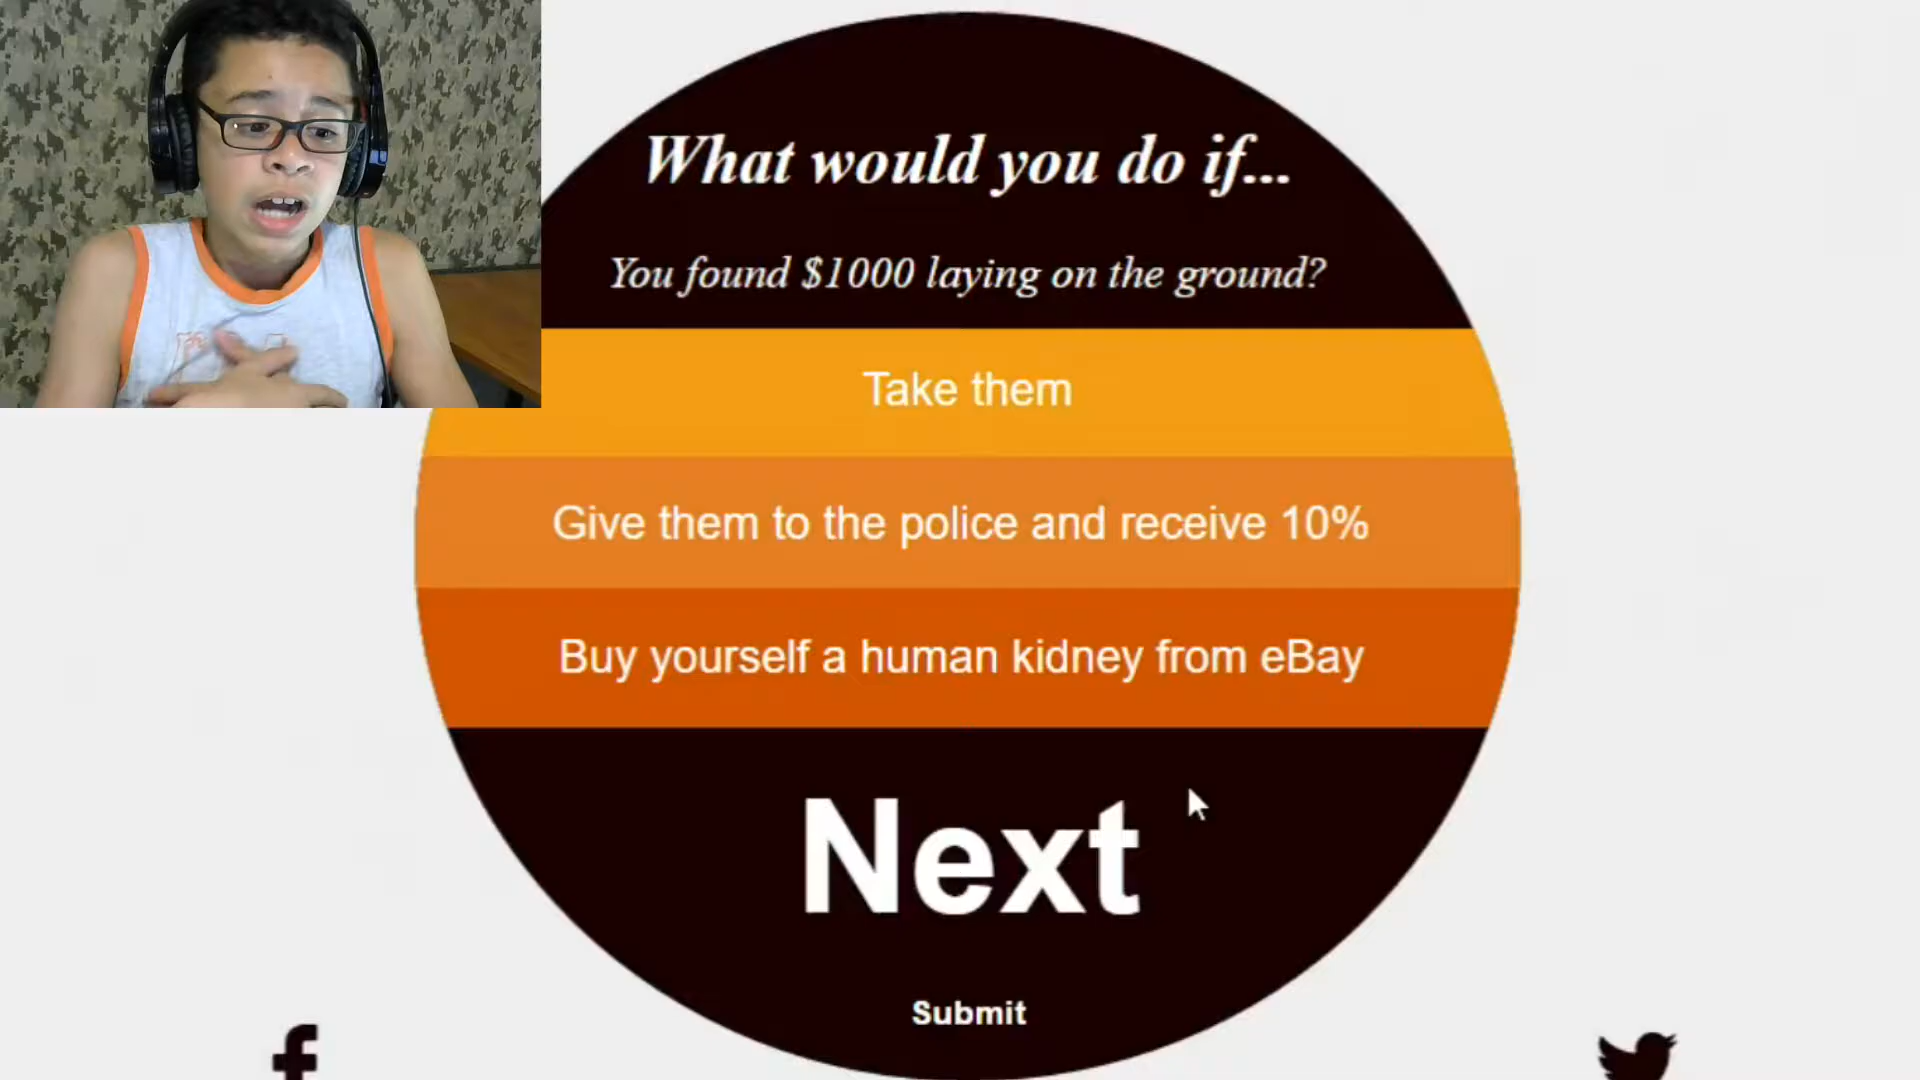 What would you do if...
You found $1000 laying on the ground?
Take them
Give them to the police and receive 10%
Buy yourself a human kidney from eBay
Next
Submit